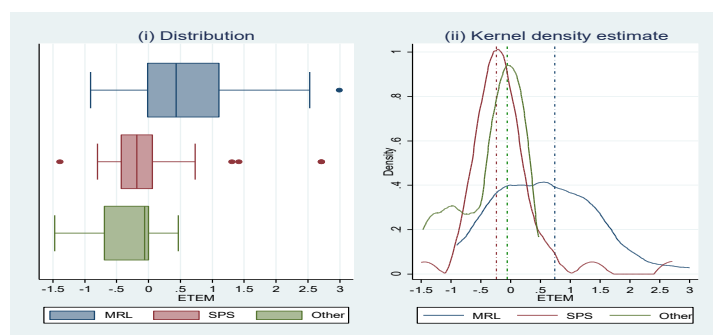 (i) Distribution
-1.5 -1 -.5 0 .5 1 1.5 2 2.5 3
ETEM
MRL SPS Other
(ii) Kernel density estimate
Density
0 .2 .4 .6 .8 1
-1.5 -1 -.5 0 .5 1 1.5 2 2.5 3
ETEM
MRL SPS Other